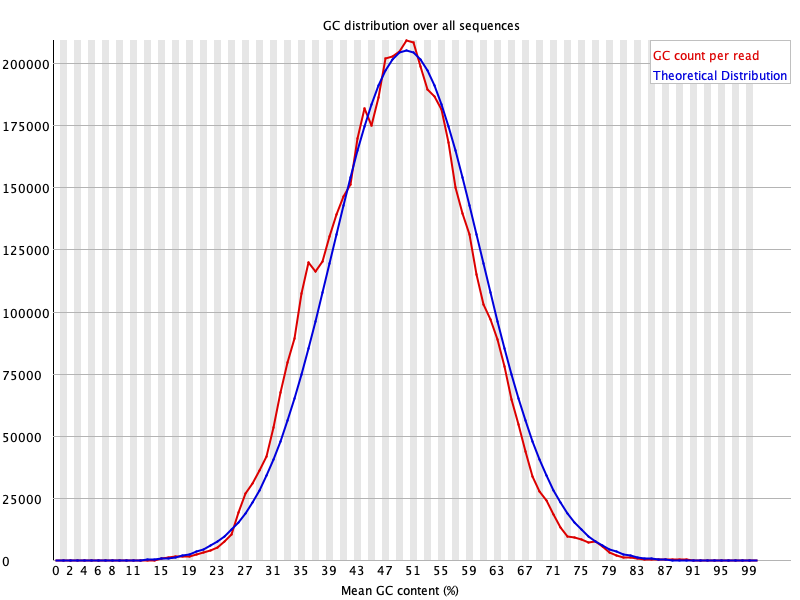 GC distribution over all sequences
GC count per read
Theoretical Distribution
200000
175000
150000
125000
100000
75000
50000
25000
0
0 2 4 6 8 11 15 19 23 27 31 35 39 43 47 51 55 59 63 67 71 75 79 83 87 91 95 99
Mean GC content (%)